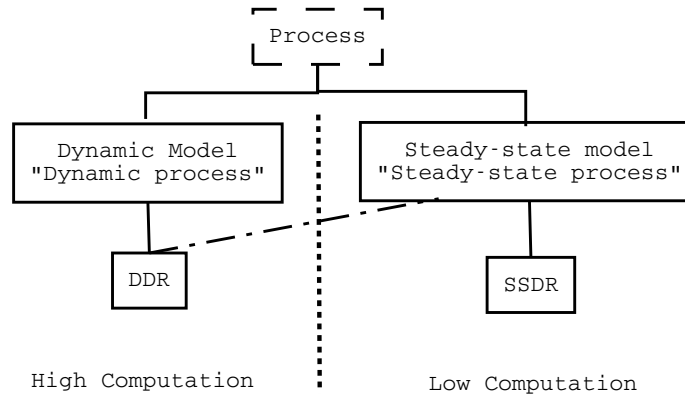 Process
Dynamic Model
"Dynamic process"
Steady-state model
"Steady-state process"
DDR
SSDR
High Computation
Low Computation